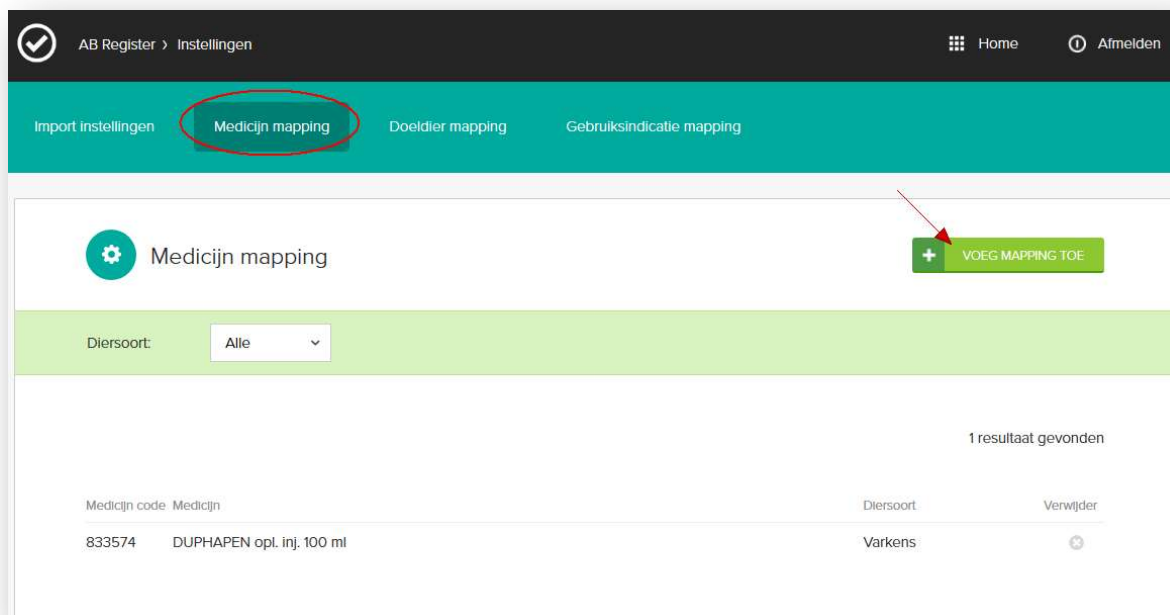 AB Register › Instellingen
Home
Afmelden
Import instellingen
Medicijn mapping
Doeldier mapping
Gebruiksindicatie mapping
Medicijn mapping
VOEG MAPPING TOE
Diersoort:
Alle
1 resultaat gevonden
Medicijn code Medicijn Diersoort Verwijder
833574 DUPHAPEN opl. inj. 100 ml Varkens